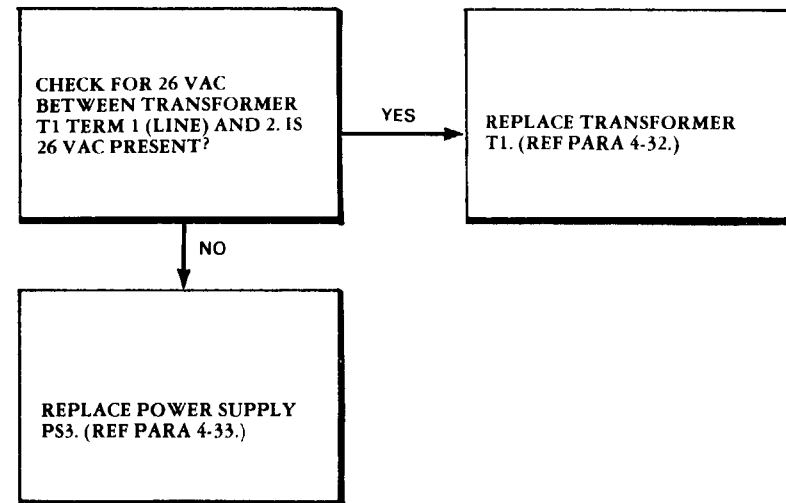 CHECK FOR 26 VAC
BETWEEN TRANSFORMER
T1 TERM 1 (LINE) AND 2. IS
26 VAC PRESENT?
YES
REPLACE TRANSFORMER
T1. (REF PARA 4-32.)
NO
REPLACE POWER SUPPLY
PS3. (REF PARA 4-33.)